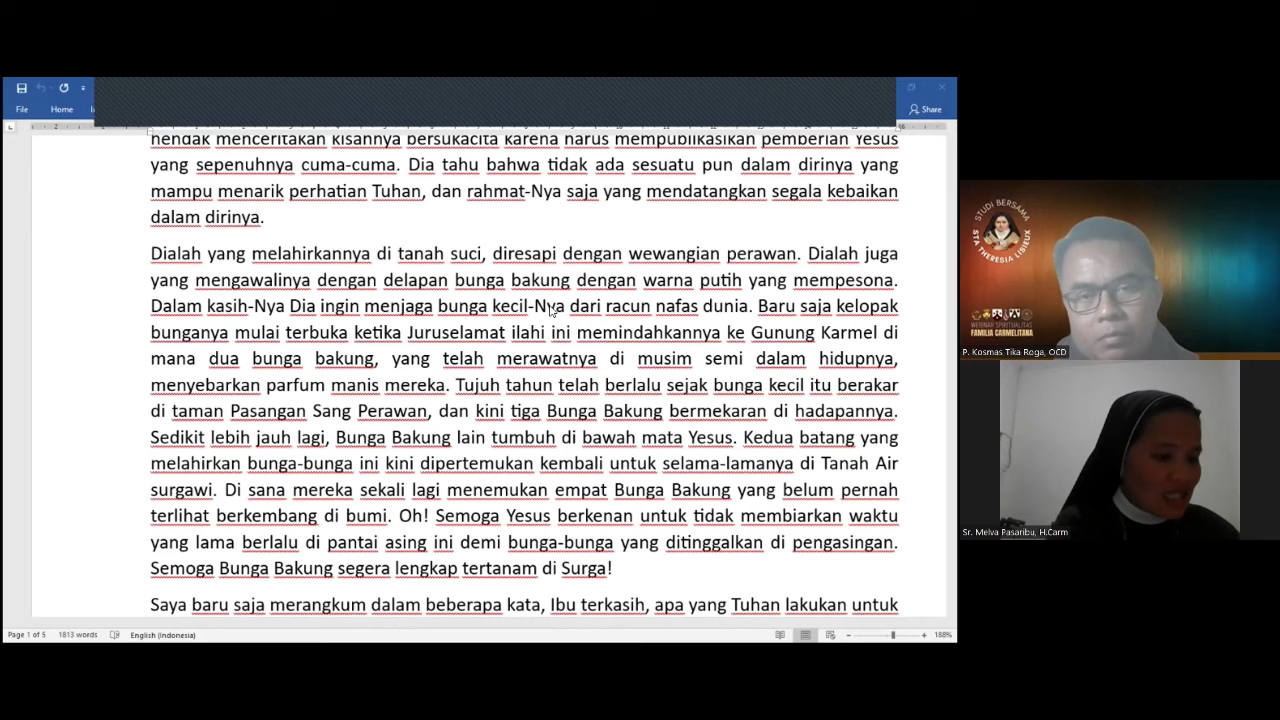 File
Home
Share
hendak menceritakan kisahnya bersukacita karena harus mempublikasikan pemberian Yesus
yang sepenuhnya cuma-cuma. Dia tahu bahwa tidak ada sesuatu pun dalam dirinya yang
mampu menarik perhatian Tuhan, dan rahmat-Nya saja yang mendatangkan segala kebaikan
dalam dirinya.
Dialah yang melahirkannya di tanah suci, diresapi dengan wewangian perawan. Dialah juga
yang mengawalinya dengan delapan bunga bakung dengan warna putih yang mempesona.
Dalam kasih-Nya Dia ingin menjaga bunga kecil-Nya dari racun nafas dunia. Baru saja kelopak
bunganya mulai terbuka ketika Juruselamat ilahi ini memindahkannya ke Gunung Karmel di
mana dua bunga bakung, yang telah merawatnya di musim semi dalam hidupnya,
menyebarkan parfum manis mereka. Tujuh tahun telah berlalu sejak bunga kecil itu berakar
di taman Pasangan Sang Perawan, dan kini tiga Bunga Bakung bermekaran di hadapannya.
Sedikit lebih jauh lagi, Bunga Bakung lain tumbuh di bawah mata Yesus. Kedua batang yang
melahirkan bunga-bunga ini kini dipertemukan kembali untuk selama-lamanya di Tanah Air
surgawi. Di sana mereka sekali lagi menemukan empat Bunga Bakung yang belum pernah
terlihat berkembang di bumi. Oh! Semoga Yesus berkenan untuk tidak membiarkan waktu
yang lama berlalu di pantai asing ini demi bunga-bunga yang ditinggalkan di pengasingan.
Semoga Bunga Bakung segera lengkap tertanam di Surga!
Saya baru saja merangkum dalam beberapa kata, Ibu terkasih, apa yang Tuhan lakukan untuk
Page 1 of 5
1813 words
English (Indonesia)
188%
STUDI BERSAMA
STA THERESIA LISIEUX
WEBINAR SPIRITUALITAS
FAMILIA CARMELITANA
P. Kosmas Tika Roga, OCD
Sr. Melva Pasaribu, H.Carm